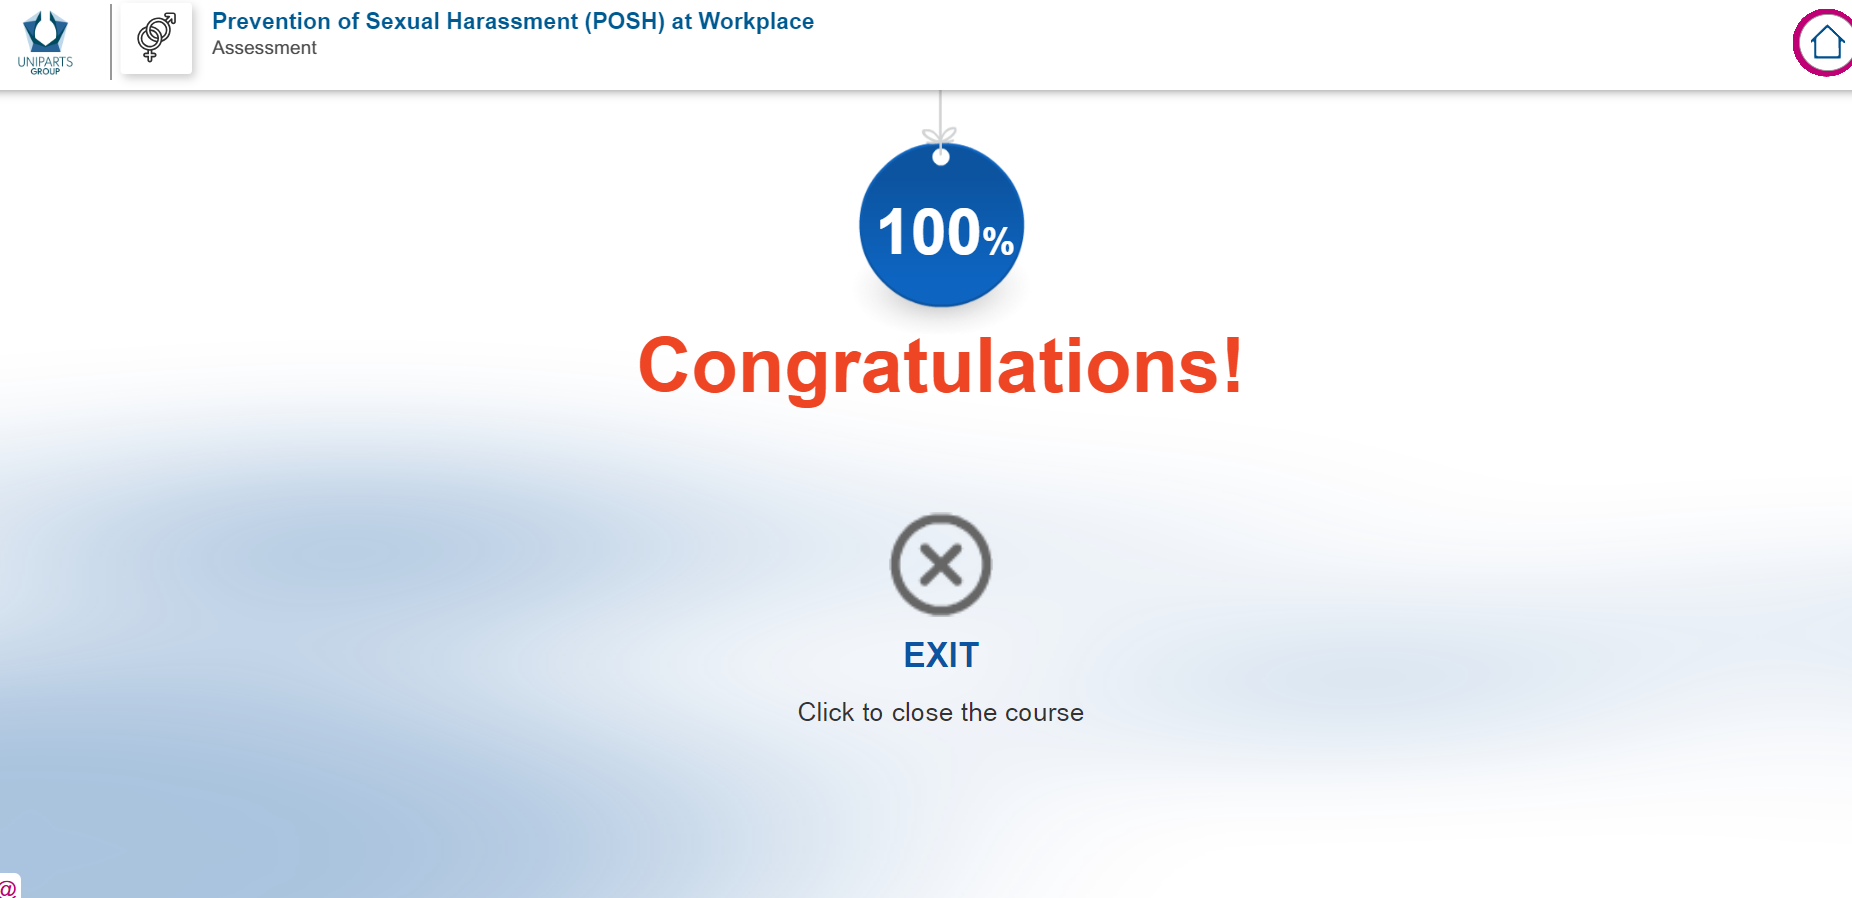 UNIPARTS
GROUP
Prevention of Sexual Harassment (POSH) at Workplace
Assessment
100%
Congratulations!
EXIT
Click to close the course
@